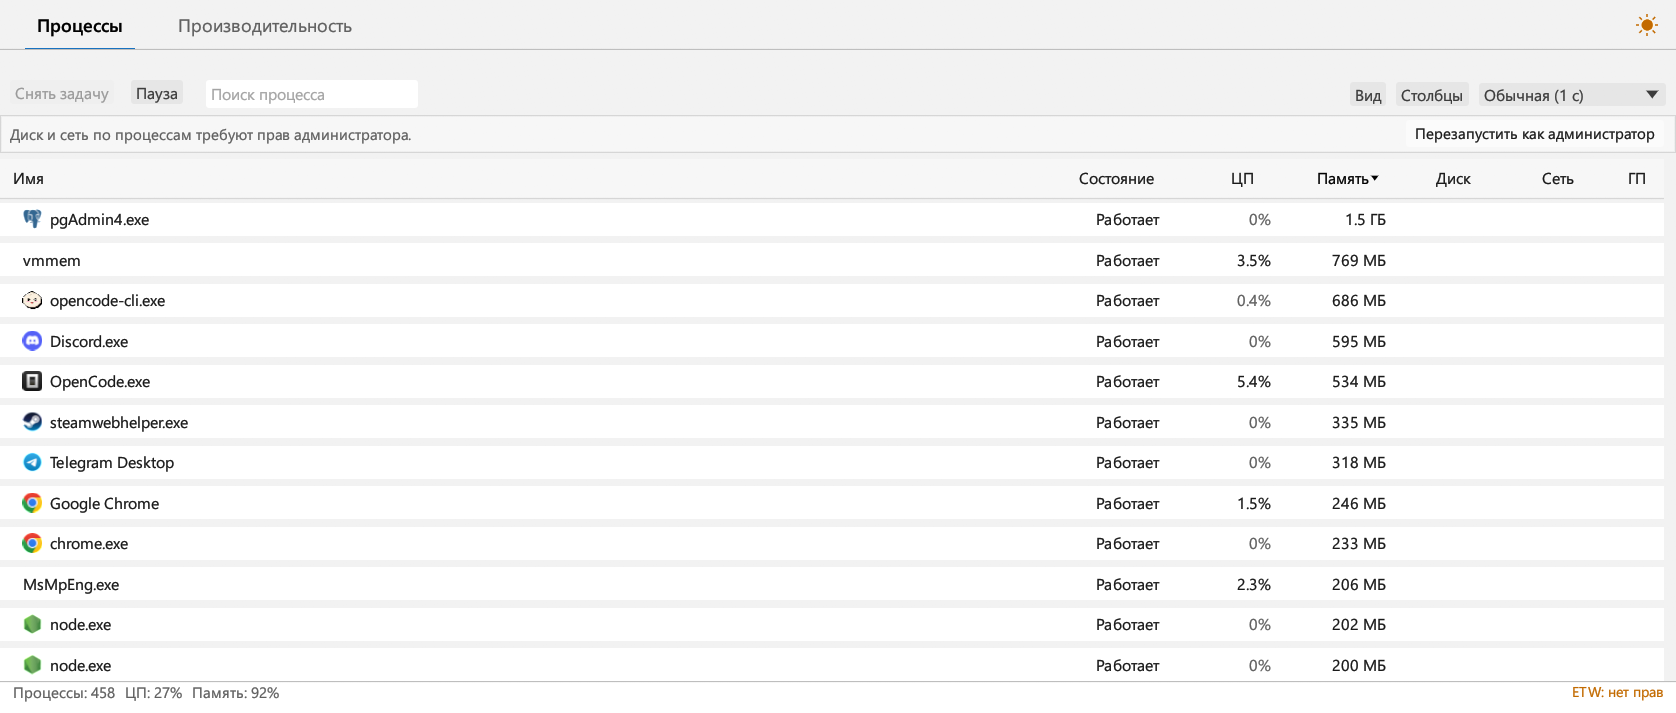 Процессы Производительность
Снять задачу Пауза Поиск процесса Вид Столбцы Обычная (1 с)
Диск и сеть по процессам требуют прав администратора. Перезапустить как администратор
Имя Состояние ЦП Память Диск Сеть ГП
pgAdmin4.exe Работает 0% 1.5 ГБ
vmmem Работает 3.5% 769 МБ
opencode-cli.exe Работает 0.4% 686 МБ
Discord.exe Работает 0% 595 МБ
OpenCode.exe Работает 5.4% 534 МБ
steamwebhelper.exe Работает 0% 335 МБ
Telegram Desktop Работает 0% 318 МБ
Google Chrome Работает 1.5% 246 МБ
chrome.exe Работает 0% 233 МБ
MsMpEng.exe Работает 2.3% 206 МБ
node.exe Работает 0% 202 МБ
node.exe Работает 0% 200 МБ
Процессы: 458 ЦП: 27% Память: 92% ETW: нет прав